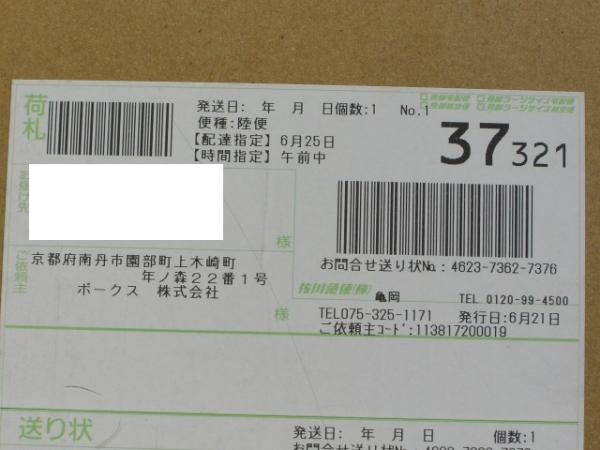 荷札
発送日: 年 月 日個数:1 No.1
便種:陸便
【配達指定】6月25日
【時間指定】午前中
37 321
お届け先
様
お問合せ送り状No.: 4623-7362-7376
ご依頼主
京都府南丹市園部町上木崎町
年ノ森22番1号
ボークス 株式会社
様
佐川急便(株)
亀岡
TEL 0120-99-4500
TEL075-325-1171 発行日:6月21日
ご依頼主コード:113817200019
送り状
発送日: 年 月 日 個数:1